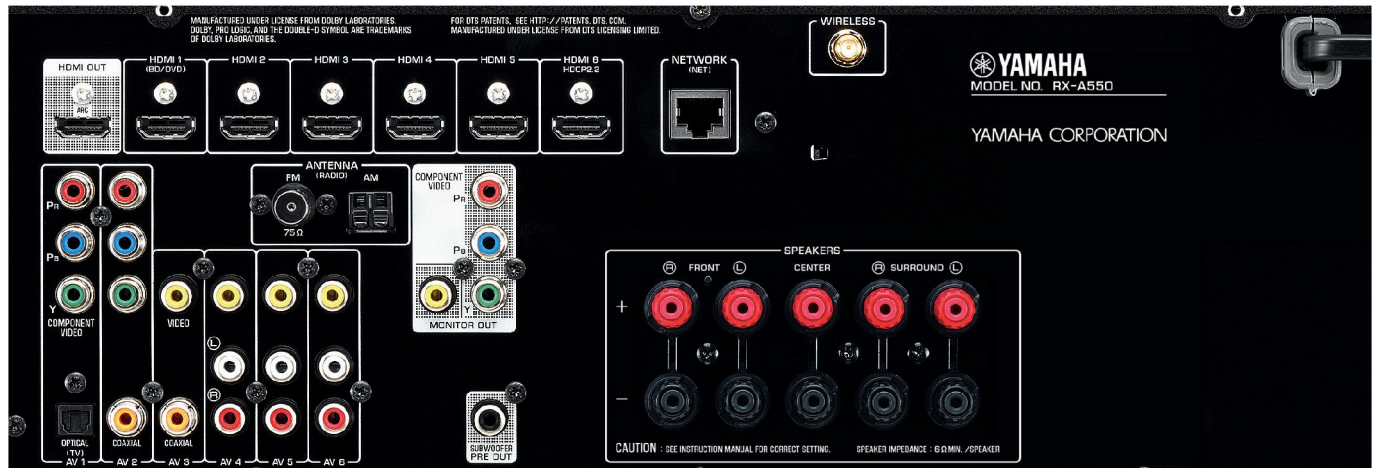 MANUFACTURED UNDER LICENSE FROM DOLBY LABORATORIES.
DOLBY, PRO LOGIC, AND THE DOUBLE-D SYMBOL ARE TRADEMARKS
OF DOLBY LABORATORIES.
FOR DTS PATENTS, SEE HTTP://PATENTS.DTS.COM.
MANUFACTURED UNDER LICENSE FROM DTS LICENSING LIMITED.
WIRELESS
HDMI OUT
ARC
HDMI 1
(BD/DVD)
HDMI 2
HDMI 3
HDMI 4
HDMI 5
HDMI 6
HDCP2.2
NETWORK
(NET)
YAMAHA
MODEL NO. RX-A550
YAMAHA CORPORATION
ANTENNA
(RADIO)
FM
AM
75Ω
COMPONENT
VIDEO
PR
PB
Y
MONITOR OUT
PR
PB
Y
COMPONENT
VIDEO
VIDEO
L
R
OPTICAL
(TV)
COAXIAL
COAXIAL
AV 1
AV 2
AV 3
AV 4
AV 5
AV 6
SUBWOOFER
PRE OUT
SPEAKERS
R FRONT L
CENTER
R SURROUND L
+
−
CAUTION : SEE INSTRUCTION MANUAL FOR CORRECT SETTING.
SPEAKER IMPEDANCE : 6ΩMIN. /SPEAKER